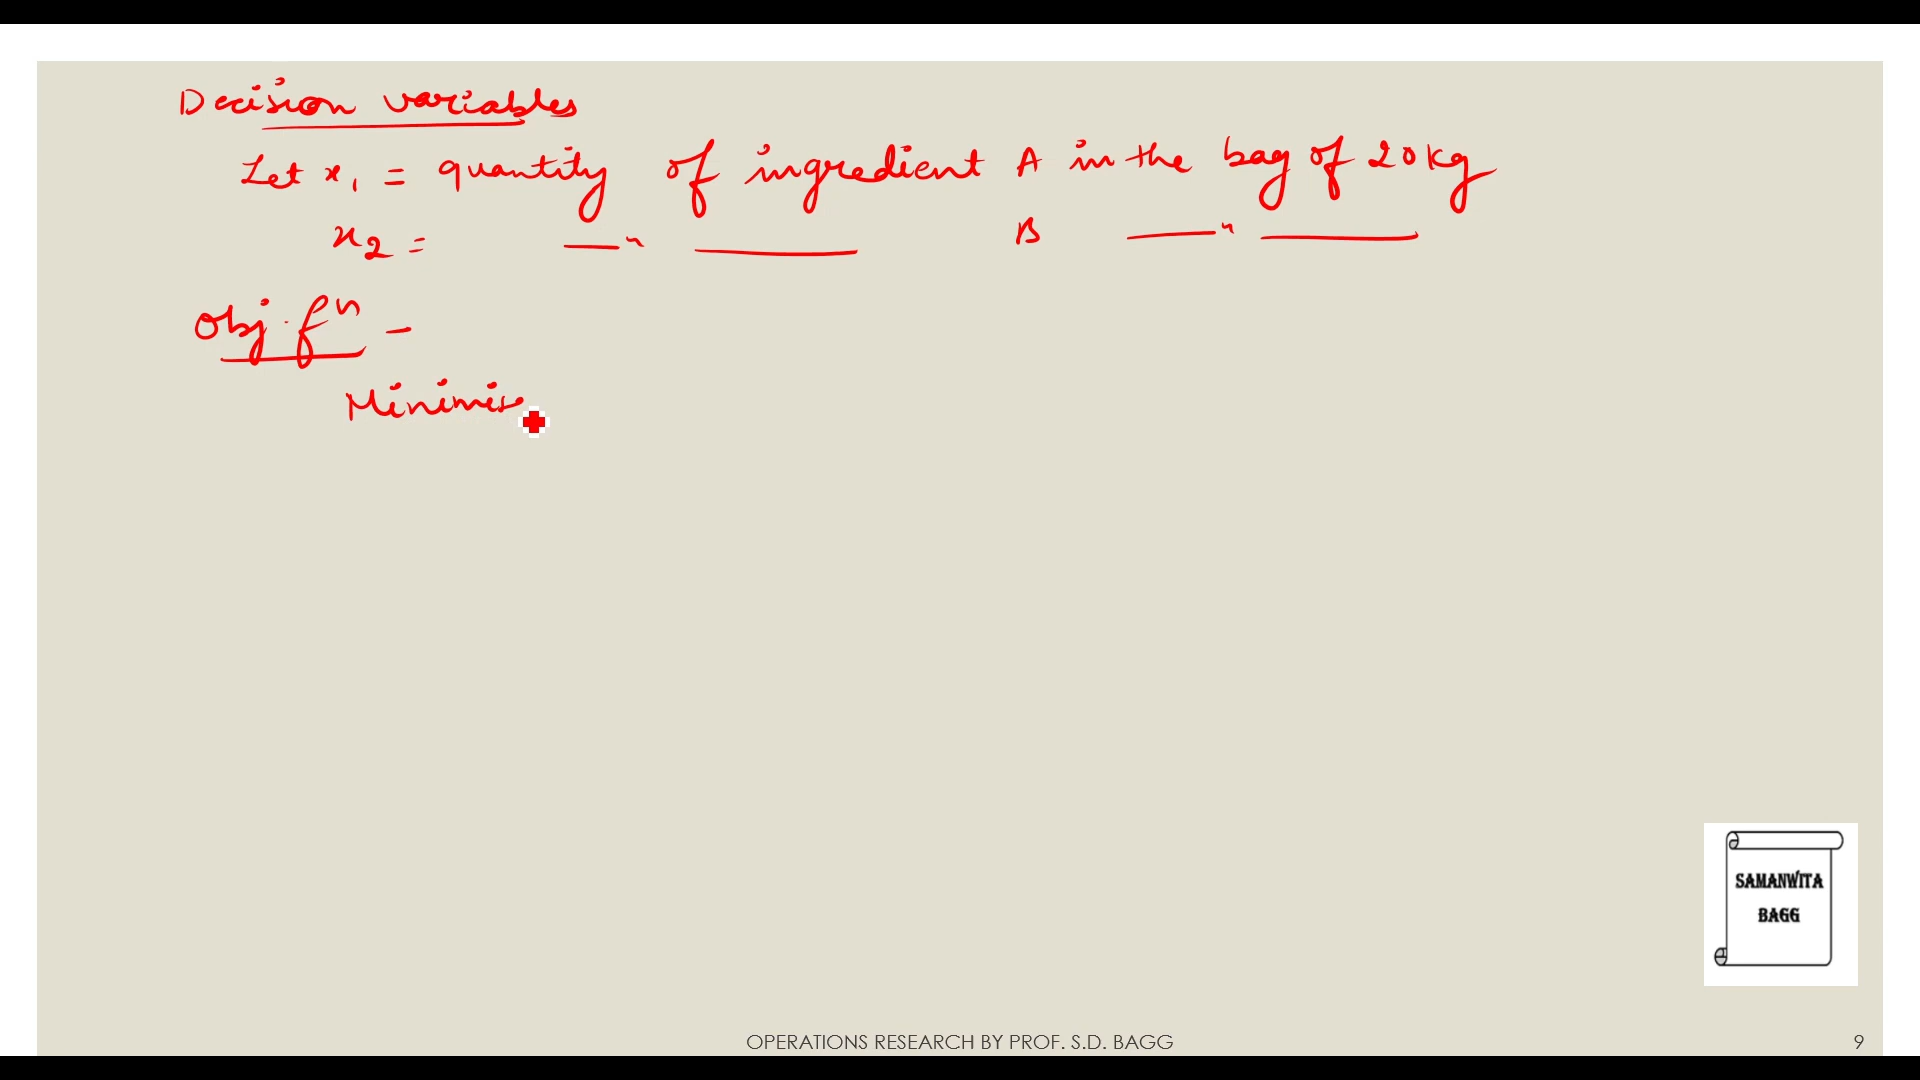 Decision variables
Let x₁ = quantity of ingredient A in the bag of 20kg
x₂ = —"— B —"—
Obj. fⁿ -
Minimise
SAMANWITA
BAGG
OPERATIONS RESEARCH BY PROF. S.D. BAGG
9